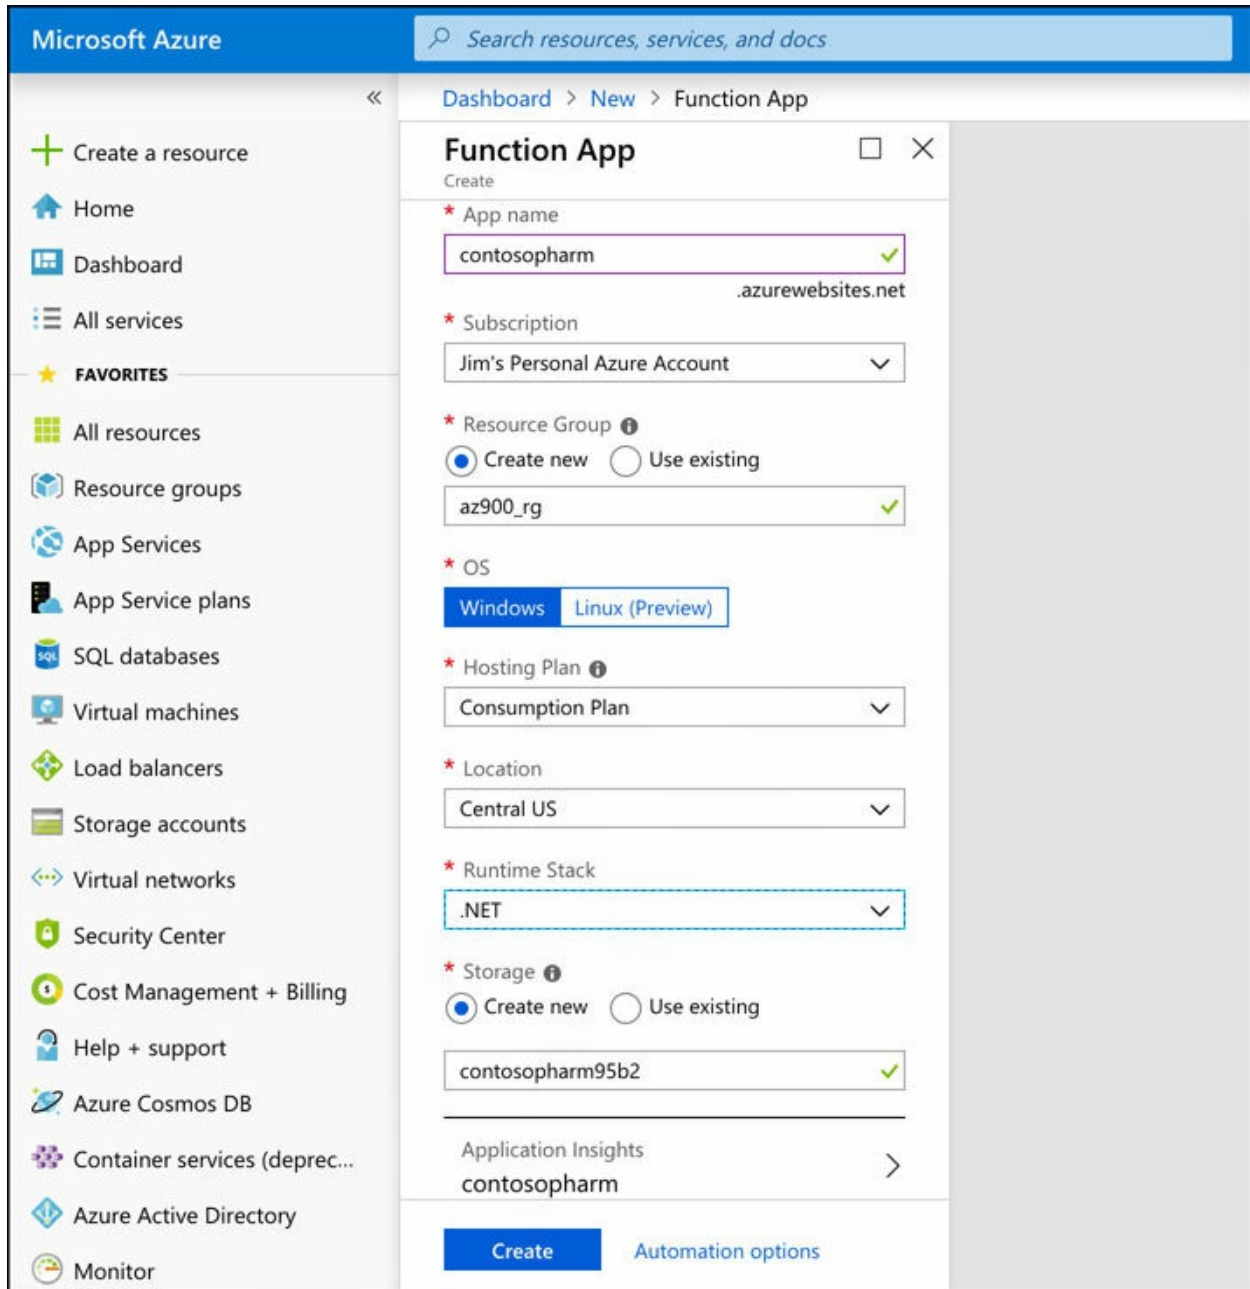 Microsoft Azure
Search resources, services, and docs
Dashboard > New > Function App
Create a resource
Home
Dashboard
All services
FAVORITES
All resources
Resource groups
App Services
App Service plans
SQL databases
Virtual machines
Load balancers
Storage accounts
Virtual networks
Security Center
Cost Management + Billing
Help + support
Azure Cosmos DB
Container services (deprec...
Azure Active Directory
Monitor
Function App
Create
* App name
contosopharm
.azurewebsites.net
* Subscription
Jim's Personal Azure Account
* Resource Group
Create new Use existing
az900_rg
* OS
Windows Linux (Preview)
* Hosting Plan
Consumption Plan
* Location
Central US
* Runtime Stack
.NET
* Storage
Create new Use existing
contosopharm95b2
Application Insights
contosopharm
Create Automation options